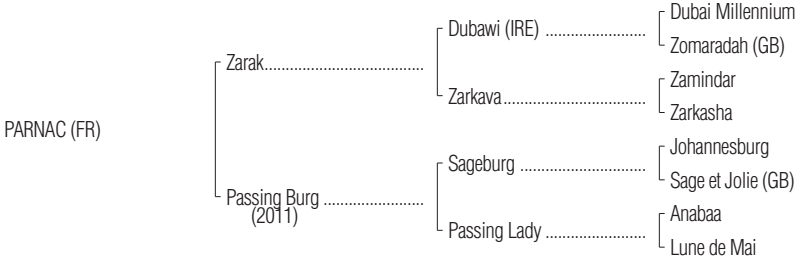 Dubai Millennium
Dubawi (IRE) ........................
Zomaradah (GB)
Zarak......................................
Zamindar
Zarkava..................................
Zarkasha
PARNAC (FR)
Johannesburg
Sageburg ..............................
Sage et Jolie (GB)
Passing Burg ........................
(2011)
Anabaa
Passing Lady ........................
Lune de Mai